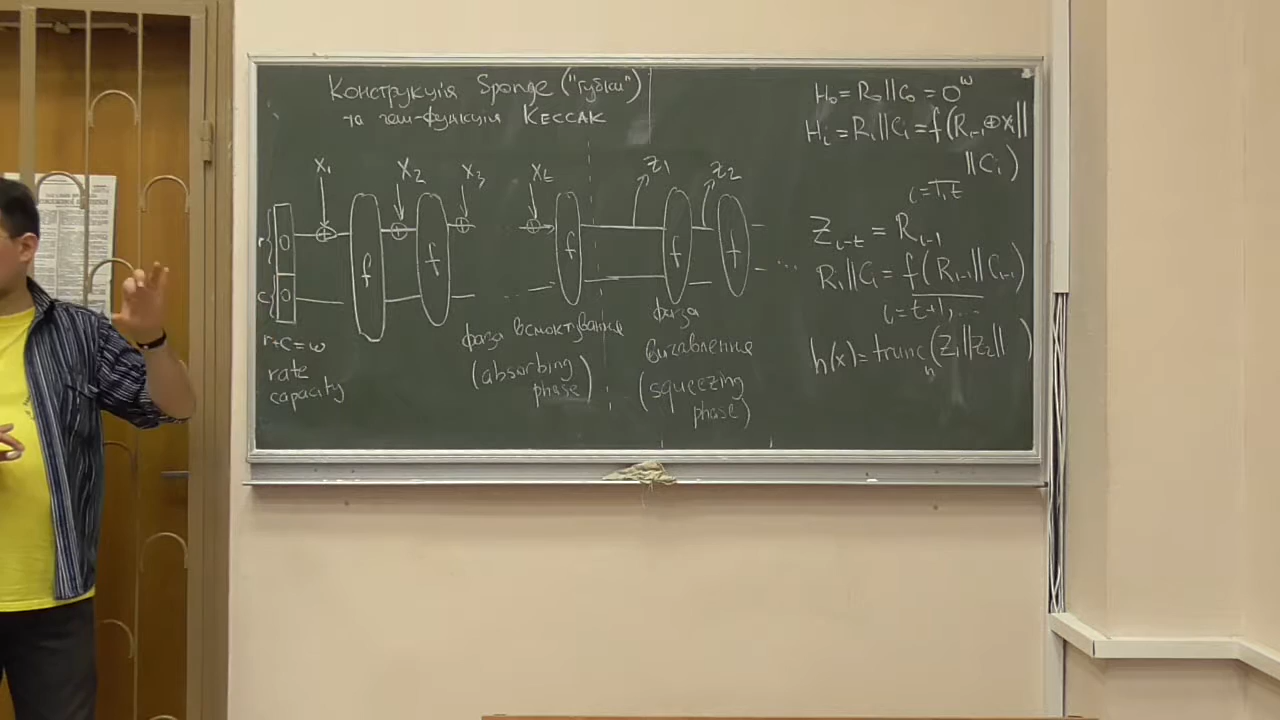 Конструкція Sponge ("Губки")
та геш-функція KECCAK
X₁ X₂ X₃ Xt Z₁ Z₂
r { 0
c { 0
f f f f f
... ...
r+c=w
rate
capacity
фаза всмоктування
(absorbing
phase)
фаза
вичавлення
(squeezing
phase)
H₀ = R₀||C₀ = 0^w
Hᵢ = Rᵢ||Cᵢ = f(Rᵢ₋₁⊕xᵢ||
||Cᵢ)
i = 1,t
Zᵢ₋t = Rᵢ₋₁
Rᵢ||Cᵢ = f(Rᵢ₋₁||Cᵢ₋₁)
i = t+1, ...
h(x) = truncₙ(Z₁||Z₂|| )